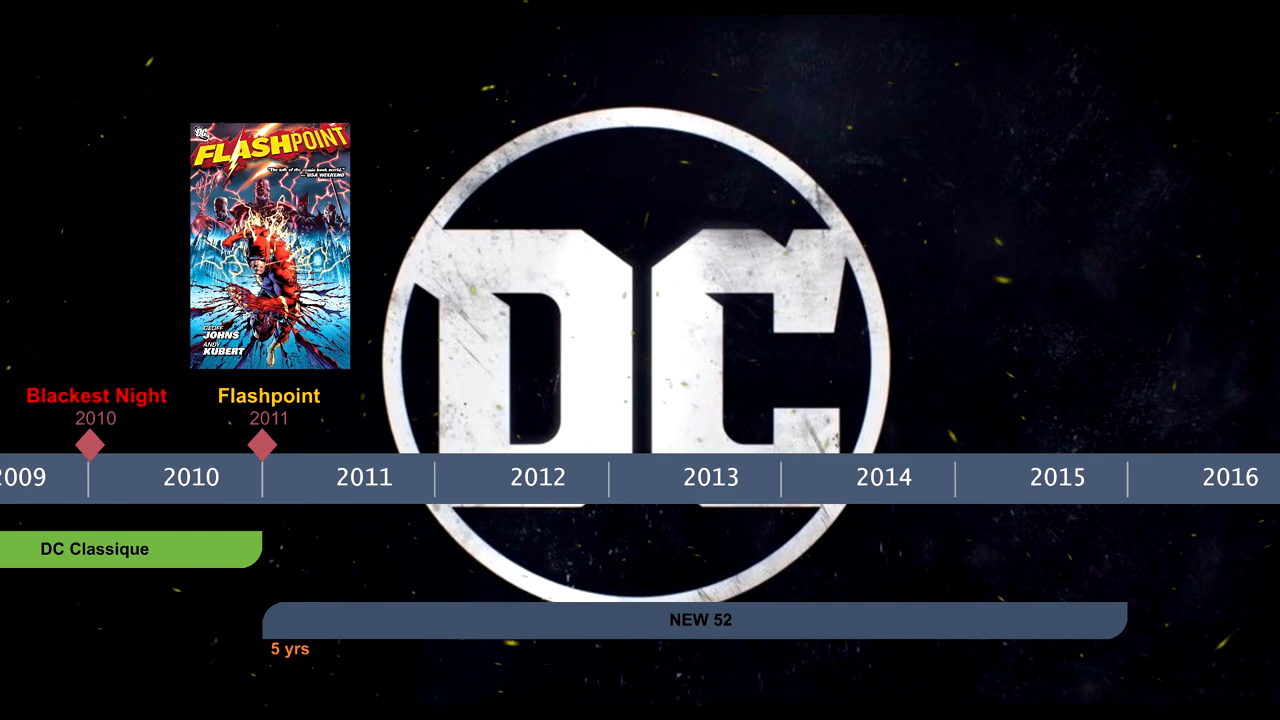 DC
FLASHPOINT
"The talk of the comic book world."
— USA WEEKEND
GEOFF
JOHNS
ANDY
KUBERT
DC
Blackest Night
2010
Flashpoint
2011
2009 2010 2011 2012 2013 2014 2015 2016
DC Classique
NEW 52
5 yrs